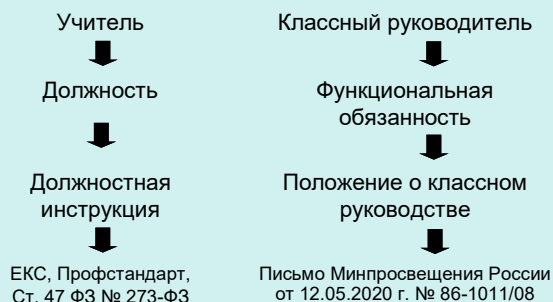 Учитель
Должность
Должностная
инструкция
ЕКС, Профстандарт,
Ст. 47 ФЗ № 273-ФЗ
Классный руководитель
Функциональная
обязанность
Положение о классном
руководстве
Письмо Минпросвещения России
от 12.05.2020 г. № 86-1011/08